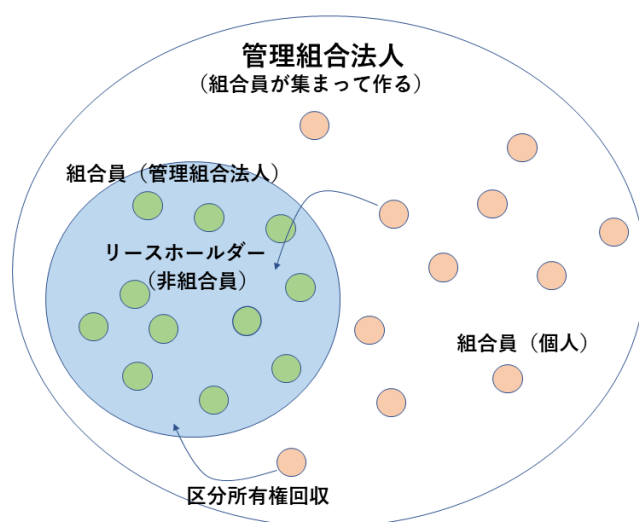 管理組合法人
（組合員が集まって作る）
組合員（管理組合法人）
リースホールダー
（非組合員）
組合員（個人）
区分所有権回収